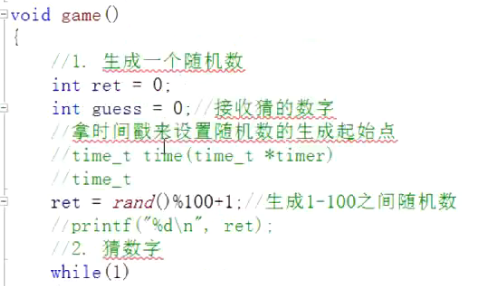 void game()
{
//1. 生成一个随机数
int ret = 0;
int guess = 0;//接收猜的数字
//拿时间戳来设置随机数的生成起始点
//time_t time(time_t *timer)
//time_t
ret = rand()%100+1;//生成1-100之间随机数
//printf("%d\n", ret);
//2. 猜数字
while(1)